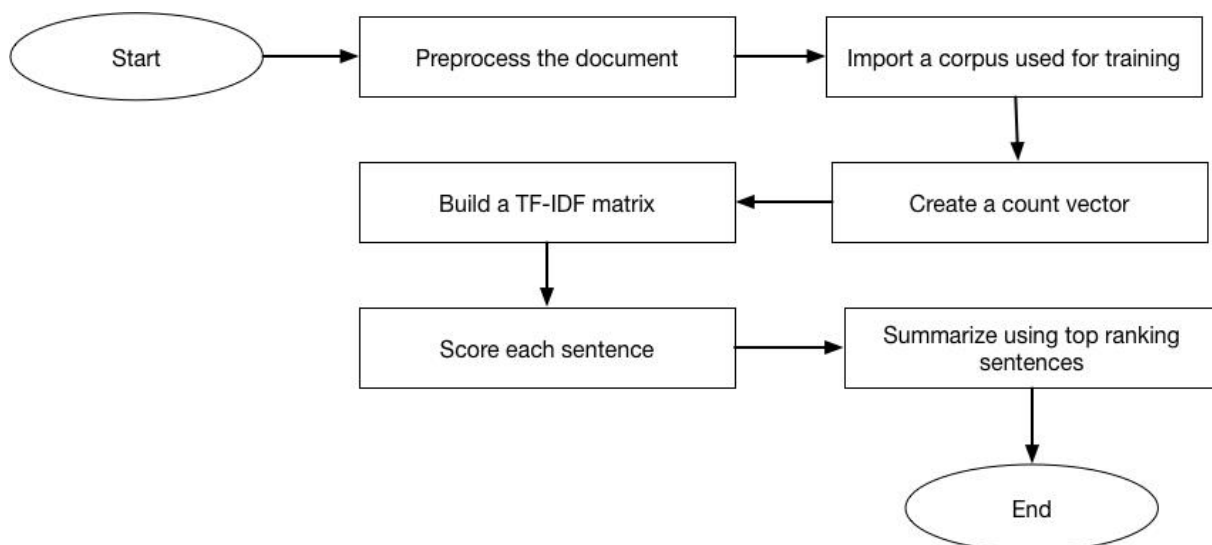 Start
Preprocess the document
Import a corpus used for training
Create a count vector
Build a TF-IDF matrix
Score each sentence
Summarize using top ranking
sentences
End